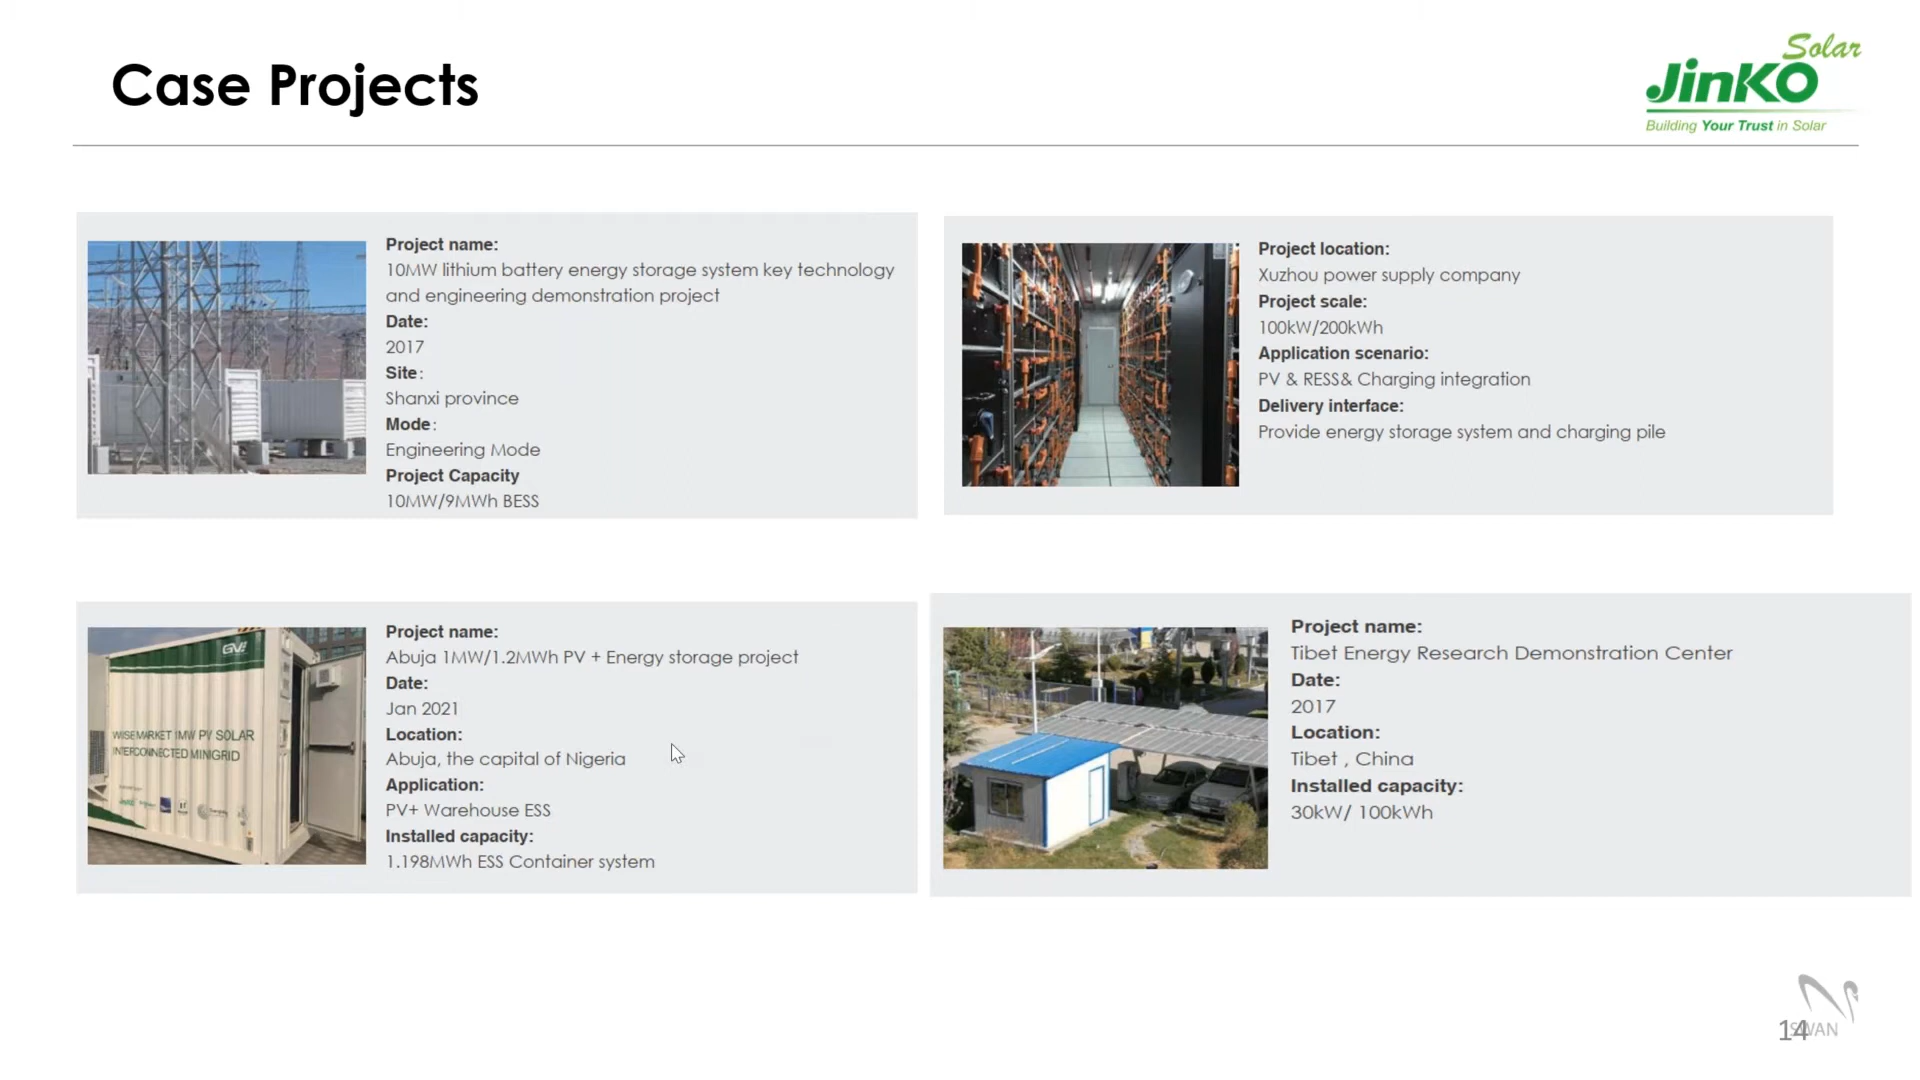 Case Projects
Solar
JinKO
Building Your Trust in Solar
Project name:
10MW lithium battery energy storage system key technology
and engineering demonstration project
Date:
2017
Site:
Shanxi province
Mode:
Engineering Mode
Project Capacity
10MW/9MWh BESS
Project location:
Xuzhou power supply company
Project scale:
100kW/200kWh
Application scenario:
PV & RESS& Charging integration
Delivery interface:
Provide energy storage system and charging pile
WISEMARKET 1MW PV SOLAR
INTERCONNECTED MINIGRID
Project name:
Abuja 1MW/1.2MWh PV + Energy storage project
Date:
Jan 2021
Location:
Abuja, the capital of Nigeria
Application:
PV+ Warehouse ESS
Installed capacity:
1.198MWh ESS Container system
Project name:
Tibet Energy Research Demonstration Center
Date:
2017
Location:
Tibet , China
Installed capacity:
30kW/ 100kWh
SWAN
14